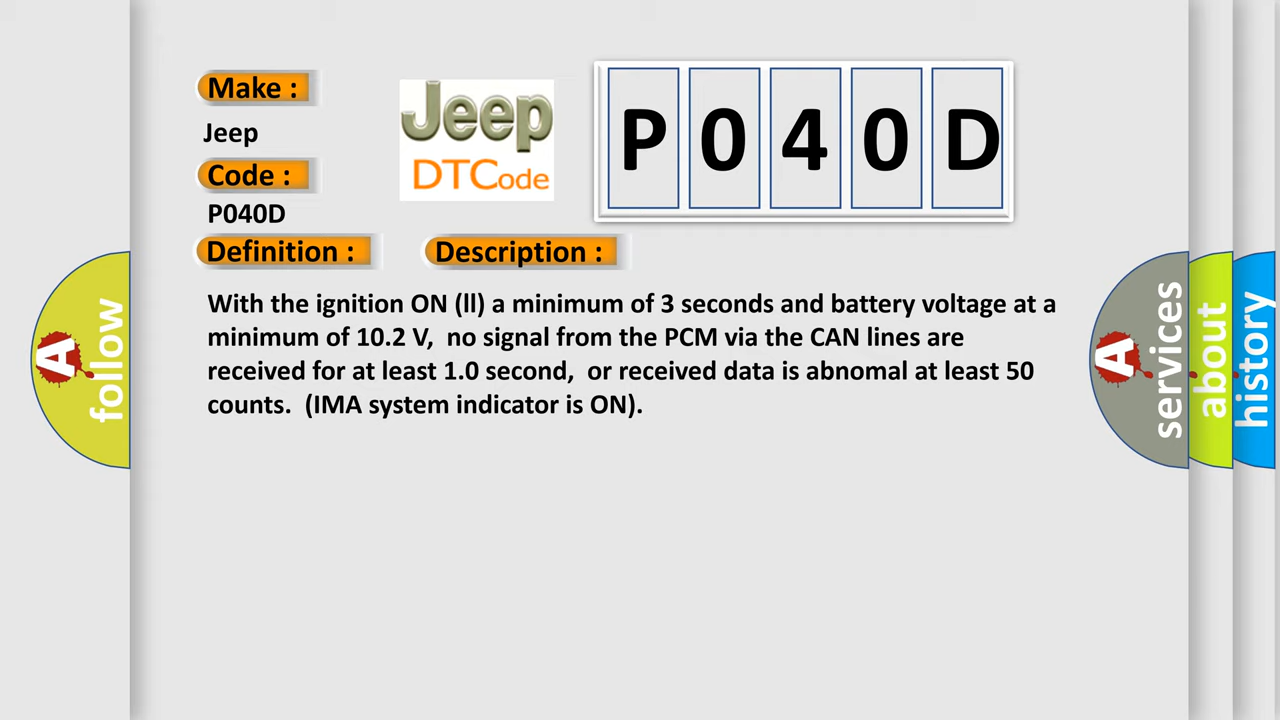 Make :
Jeep
Code :
P040D
Jeep
DTCode
P040D
Definition :
Description :
With the ignition ON (ll) a minimum of 3 seconds and battery voltage at a
minimum of 10.2 V,  no signal from the PCM via the CAN lines are
received for at least 1.0 second,  or received data is abnomal at least 50
counts.  (IMA system indicator is ON).
A
follow
A
services
about
history